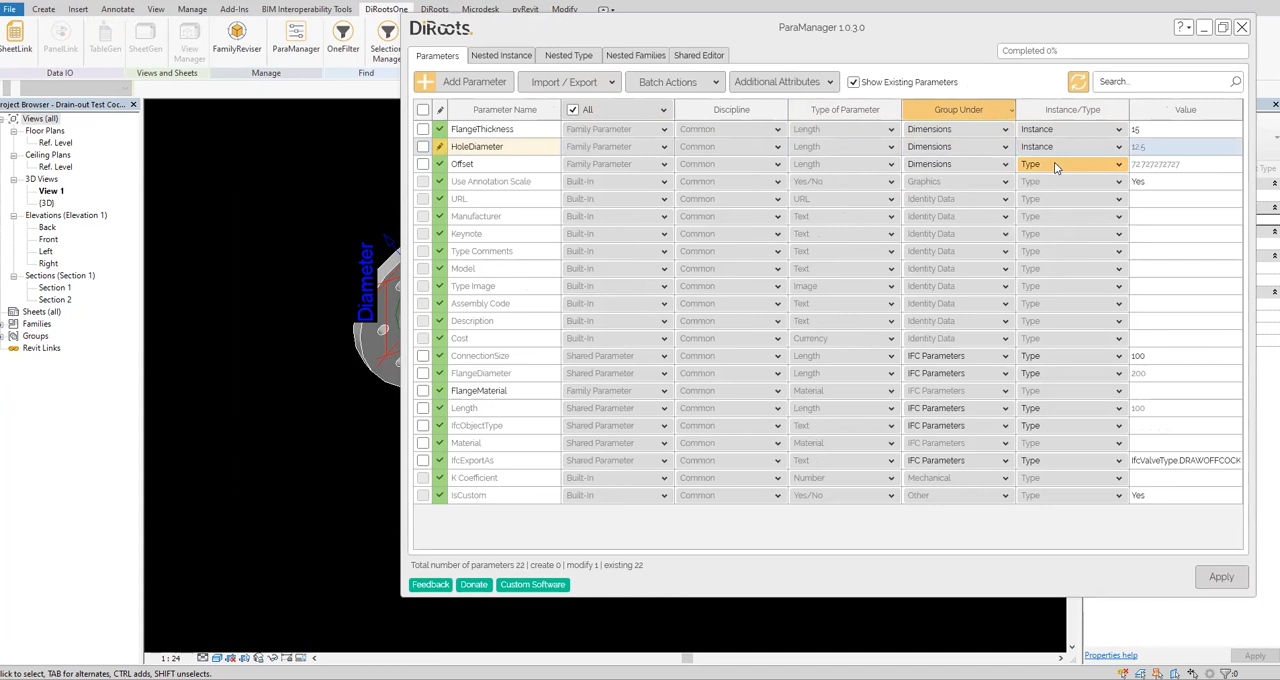 File Create Insert Annotate View Manage Add-Ins BIM Interoperability Tools DiRootsOne DiRoots Microdesk pyRevit Modify
SheetLink PanelLink TableGen SheetGen View Manager FamilyReviser ParaManager OneFilter Selection
Data IO Views and Sheets Manage Find
DiRoots.
ParaManager 1.0.3.0
Parameters Nested Instance Nested Type Nested Families Shared Editor
Completed 0%
Add Parameter Import / Export Batch Actions Additional Attributes Show Existing Parameters Search...
Parameter Name All Discipline Type of Parameter Group Under Instance/Type Value
FlangeThickness Family Parameter Common Length Dimensions Instance 15
HoleDiameter Family Parameter Common Length Dimensions Instance 12.5
Offset Family Parameter Common Length Dimensions Type 72.727272727
Use Annotation Scale Built-In Common Yes/No Graphics Type Yes
URL Built-In Common URL Identity Data Type
Manufacturer Built-In Common Text Identity Data Type
Keynote Built-In Common Text Identity Data Type
Type Comments Built-In Common Text Identity Data Type
Model Built-In Common Text Identity Data Type
Type Image Built-In Common Image Identity Data Type
Assembly Code Built-In Common Text Identity Data Type
Description Built-In Common Text Identity Data Type
Cost Built-In Common Currency Identity Data Type
ConnectionSize Shared Parameter Common Length IFC Parameters Type 100
FlangeDiameter Shared Parameter Common Length IFC Parameters Type 200
FlangeMaterial Family Parameter Common Material IFC Parameters Type
Length Shared Parameter Common Length IFC Parameters Type 100
IfcObjectType Shared Parameter Common Text IFC Parameters Type
Material Shared Parameter Common Material IFC Parameters Type
IfcExportAs Shared Parameter Common Text IFC Parameters Type IfcValveType.DRAWOFFCOCK
K Coefficient Built-In Common Number Mechanical Type
IsCustom Built-In Common Yes/No Other Type Yes
Total number of parameters 22 | create 0 | modify 1 | existing 22
Feedback Donate Custom Software
Apply
roject Browser - Drain-out Test Coc...
Views (all)
Floor Plans
Ref. Level
Ceiling Plans
Ref. Level
3D Views
View 1
{3D}
Elevations (Elevation 1)
Back
Front
Left
Right
Sections (Section 1)
Section 1
Section 2
Sheets (all)
Families
Groups
Revit Links
Diameter
1 : 24
Properties help Apply
lick to select, TAB for alternates, CTRL adds, SHIFT unselects.
:0